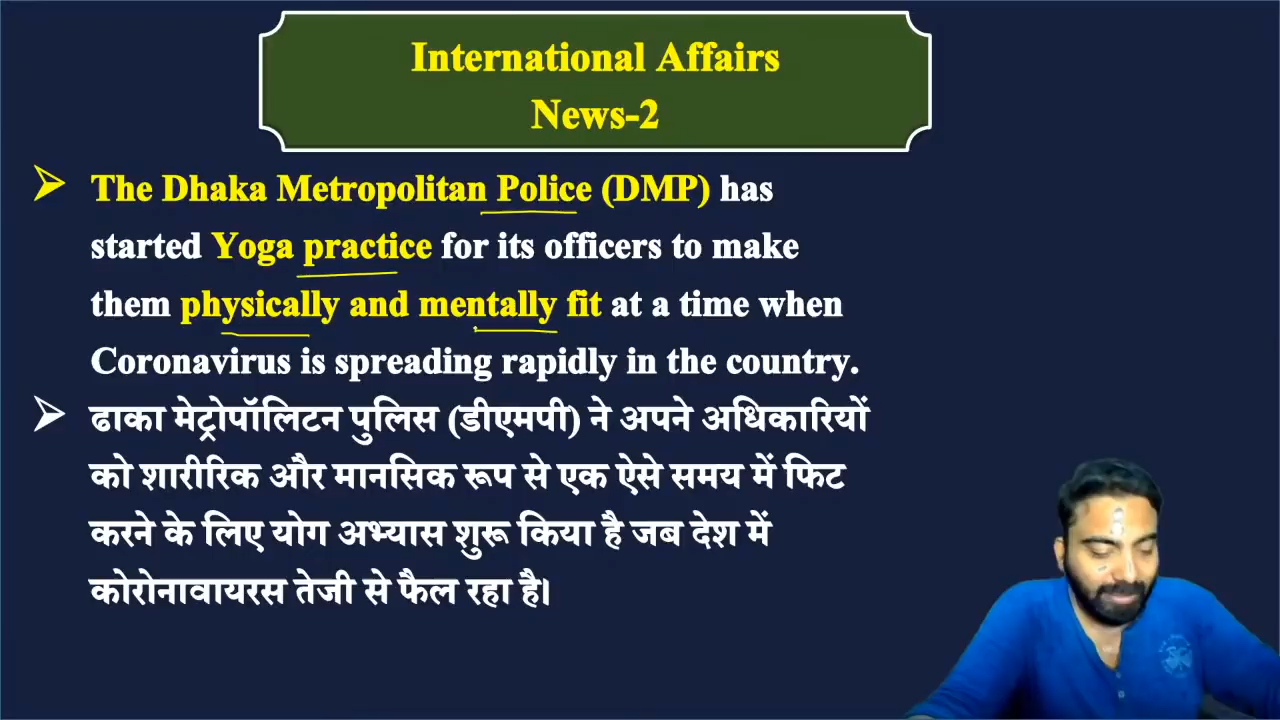 International Affairs
News-2
The Dhaka Metropolitan Police (DMP) has
started Yoga practice for its officers to make
them physically and mentally fit at a time when
Coronavirus is spreading rapidly in the country.
ढाका मेट्रोपॉलिटन पुलिस (डीएमपी) ने अपने अधिकारियों
को शारीरिक और मानसिक रूप से एक ऐसे समय में फिट
करने के लिए योग अभ्यास शुरू किया है जब देश में
कोरोनावायरस तेजी से फैल रहा है।